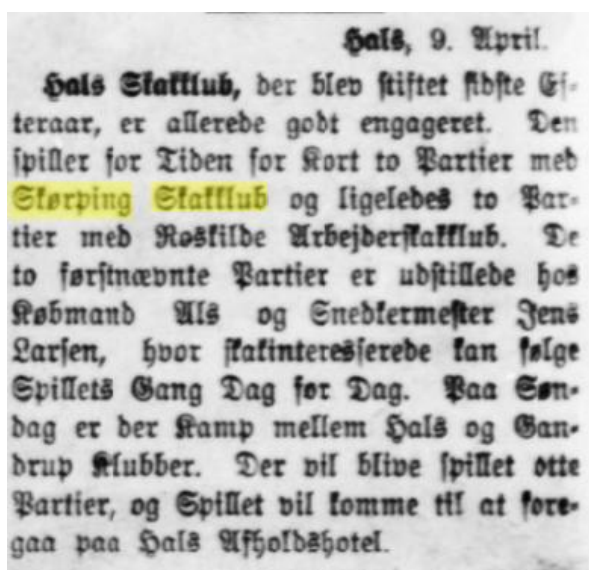 Hals, 9. April.
Hals Skakklub, der blev stiftet sidste Ef-
teraar, er allerede godt engageret. Den
spiller for Tiden for Kort to Partier med
Skørping Skakklub og ligeledes to Par-
tier med Roskilde Arbejderskakklub. De
to førstnævnte Partier er udstillede hos
Købmand Als og Snedkermester Jens
Larsen, hvor skakinteresserede kan følge
Spillets Gang Dag for Dag. Paa Søn-
dag er der Kamp mellem Hals og Gan-
drup Klubber. Der vil blive spillet otte
Partier, og Spillet vil komme til at fore-
gaa paa Hals Afholdshotel.